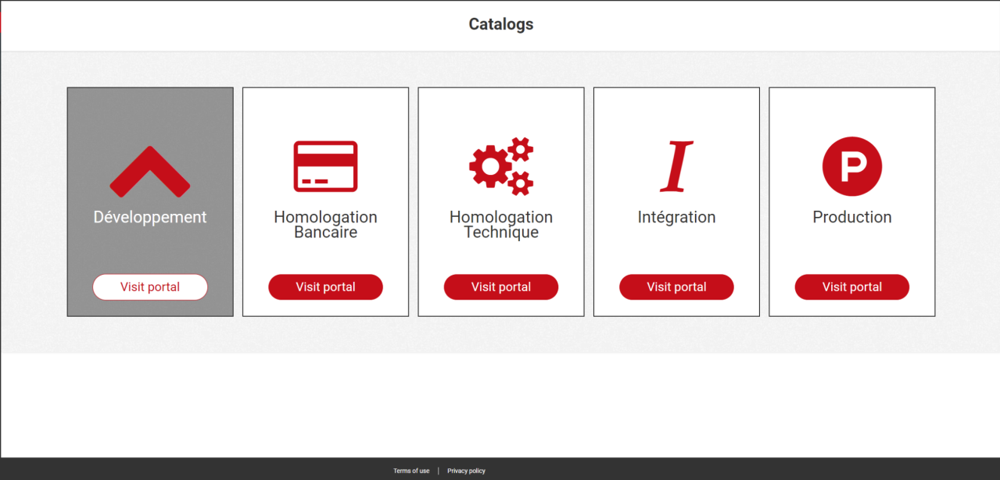 Catalogs
Développement
Visit portal
Homologation
Bancaire
Visit portal
Homologation
Technique
Visit portal
I
Intégration
Visit portal
P
Production
Visit portal
Terms of use | Privacy policy